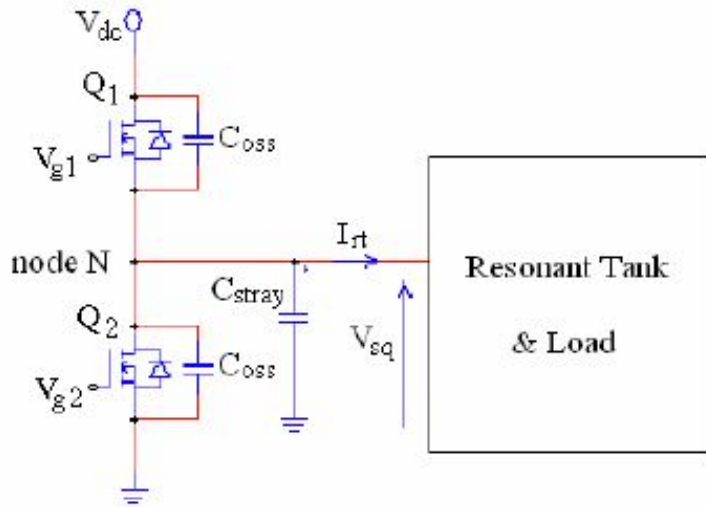 Vdc
Q1
Coss
Vg1
Irt
node N
Resonant Tank
Cstray
Q2
Vsq
& Load
Coss
Vg2